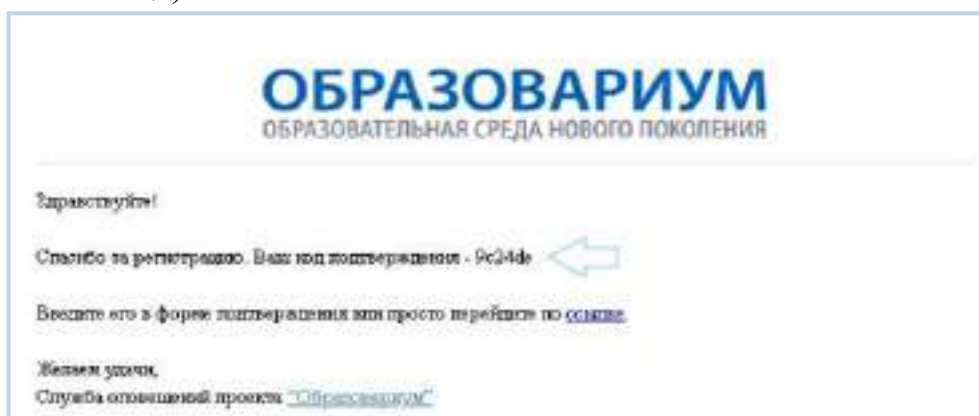 ОБРАЗОВАРИУМ
ОБРАЗОВАТЕЛЬНАЯ СРЕДА НОВОГО ПОКОЛЕНИЯ
Здравствуйте!
Спасибо за регистрацию. Ваш код подтверждения - 9c24de
Введите его в форме подтверждения или просто перейдите по ссылке.
Желаем удачи,
Служба оповещений проекта "Образовариум"